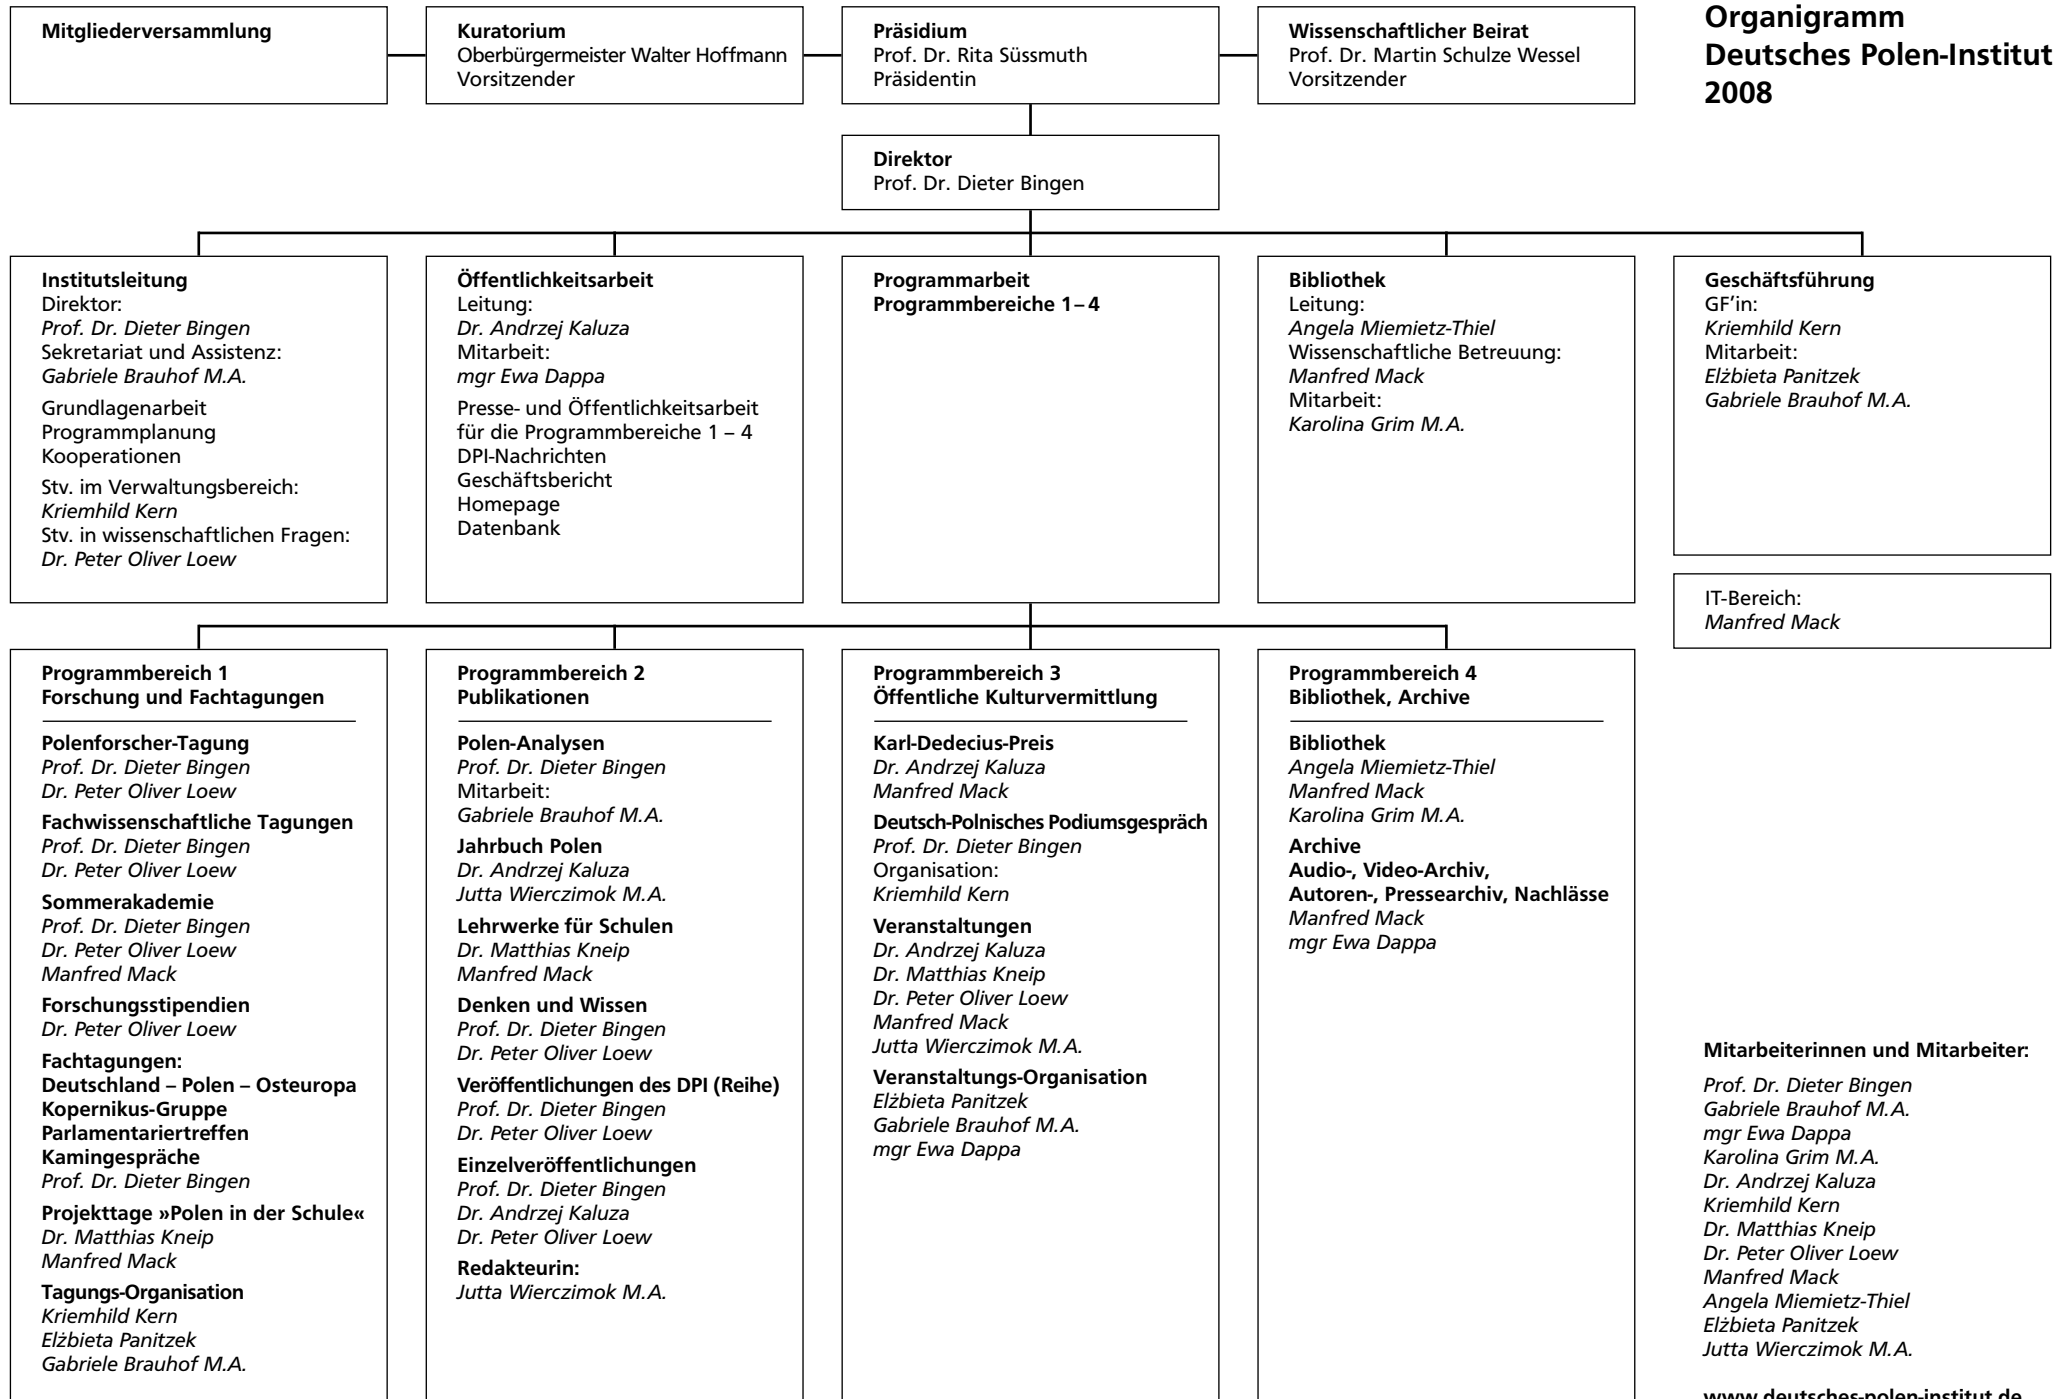 Organigramm
Deutsches Polen-Institut
2008
Mitgliederversammlung
Kuratorium
Oberbürgermeister Walter Hoffmann
Vorsitzender
Präsidium
Prof. Dr. Rita Süssmuth
Präsidentin
Wissenschaftlicher Beirat
Prof. Dr. Martin Schulze Wessel
Vorsitzender
Direktor
Prof. Dr. Dieter Bingen
Institutsleitung
Direktor:
Prof. Dr. Dieter Bingen
Sekretariat und Assistenz:
Gabriele Brauhof M.A.
Grundlagenarbeit
Programmplanung
Kooperationen
Stv. im Verwaltungsbereich:
Kriemhild Kern
Stv. in wissenschaftlichen Fragen:
Dr. Peter Oliver Loew
Öffentlichkeitsarbeit
Leitung:
Dr. Andrzej Kaluza
Mitarbeit:
mgr Ewa Dappa
Presse- und Öffentlichkeitsarbeit
für die Programmbereiche 1 – 4
DPI-Nachrichten
Geschäftsbericht
Homepage
Datenbank
Programmarbeit
Programmbereiche 1 – 4
Bibliothek
Leitung:
Angela Miemietz-Thiel
Wissenschaftliche Betreuung:
Manfred Mack
Mitarbeit:
Karolina Grim M.A.
Geschäftsführung
GF’in:
Kriemhild Kern
Mitarbeit:
Elżbieta Panitzek
Gabriele Brauhof M.A.
IT-Bereich:
Manfred Mack
Programmbereich 1
Forschung und Fachtagungen
Polenforscher-Tagung
Prof. Dr. Dieter Bingen
Dr. Peter Oliver Loew
Fachwissenschaftliche Tagungen
Prof. Dr. Dieter Bingen
Dr. Peter Oliver Loew
Sommerakademie
Prof. Dr. Dieter Bingen
Dr. Peter Oliver Loew
Manfred Mack
Forschungsstipendien
Dr. Peter Oliver Loew
Fachtagungen:
Deutschland – Polen – Osteuropa
Kopernikus-Gruppe
Parlamentariertreffen
Kamingespräche
Prof. Dr. Dieter Bingen
Projekttage »Polen in der Schule«
Dr. Matthias Kneip
Manfred Mack
Tagungs-Organisation
Kriemhild Kern
Elżbieta Panitzek
Gabriele Brauhof M.A.
Programmbereich 2
Publikationen
Polen-Analysen
Prof. Dr. Dieter Bingen
Mitarbeit:
Gabriele Brauhof M.A.
Jahrbuch Polen
Dr. Andrzej Kaluza
Jutta Wierczimok M.A.
Lehrwerke für Schulen
Dr. Matthias Kneip
Manfred Mack
Denken und Wissen
Prof. Dr. Dieter Bingen
Dr. Peter Oliver Loew
Veröffentlichungen des DPI (Reihe)
Prof. Dr. Dieter Bingen
Dr. Peter Oliver Loew
Einzelveröffentlichungen
Prof. Dr. Dieter Bingen
Dr. Andrzej Kaluza
Dr. Peter Oliver Loew
Redakteurin:
Jutta Wierczimok M.A.
Programmbereich 3
Öffentliche Kulturvermittlung
Karl-Dedecius-Preis
Dr. Andrzej Kaluza
Manfred Mack
Deutsch-Polnisches Podiumsgespräch
Prof. Dr. Dieter Bingen
Organisation:
Kriemhild Kern
Veranstaltungen
Dr. Andrzej Kaluza
Dr. Matthias Kneip
Dr. Peter Oliver Loew
Manfred Mack
Jutta Wierczimok M.A.
Veranstaltungs-Organisation
Elżbieta Panitzek
Gabriele Brauhof M.A.
mgr Ewa Dappa
Programmbereich 4
Bibliothek, Archive
Bibliothek
Angela Miemietz-Thiel
Manfred Mack
Karolina Grim M.A.
Archive
Audio-, Video-Archiv,
Autoren-, Pressearchiv, Nachlässe
Manfred Mack
mgr Ewa Dappa
Mitarbeiterinnen und Mitarbeiter:
Prof. Dr. Dieter Bingen
Gabriele Brauhof M.A.
mgr Ewa Dappa
Karolina Grim M.A.
Dr. Andrzej Kaluza
Kriemhild Kern
Dr. Matthias Kneip
Dr. Peter Oliver Loew
Manfred Mack
Angela Miemietz-Thiel
Elżbieta Panitzek
Jutta Wierczimok M.A.
www.deutsches-polen-institut.de